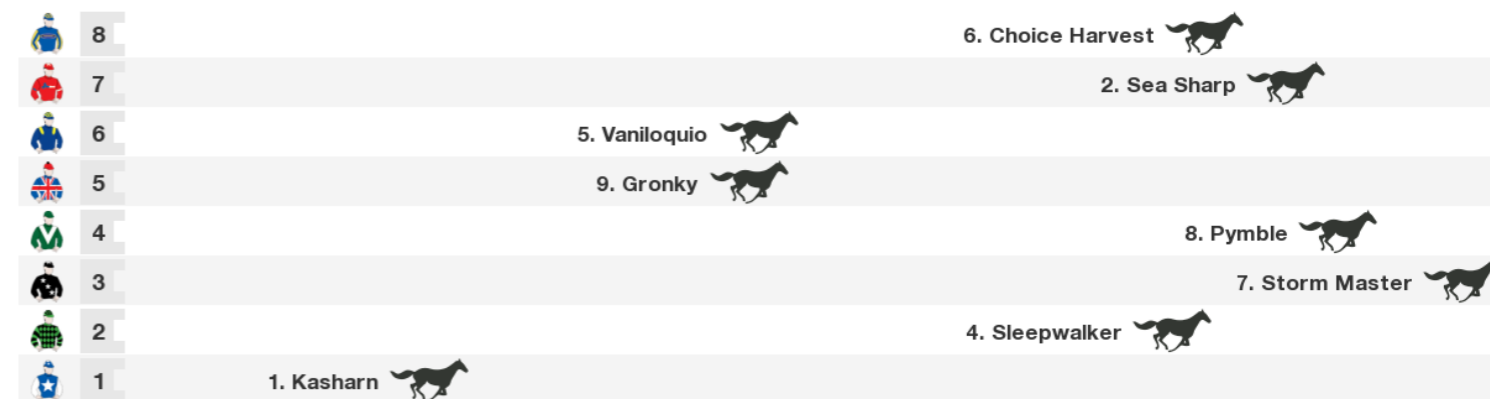 8 6. Choice Harvest
7 2. Sea Sharp
6 5. Vaniloquio
5 9. Gronky
4 8. Pymble
3 7. Storm Master
2 4. Sleepwalker
1 1. Kasharn